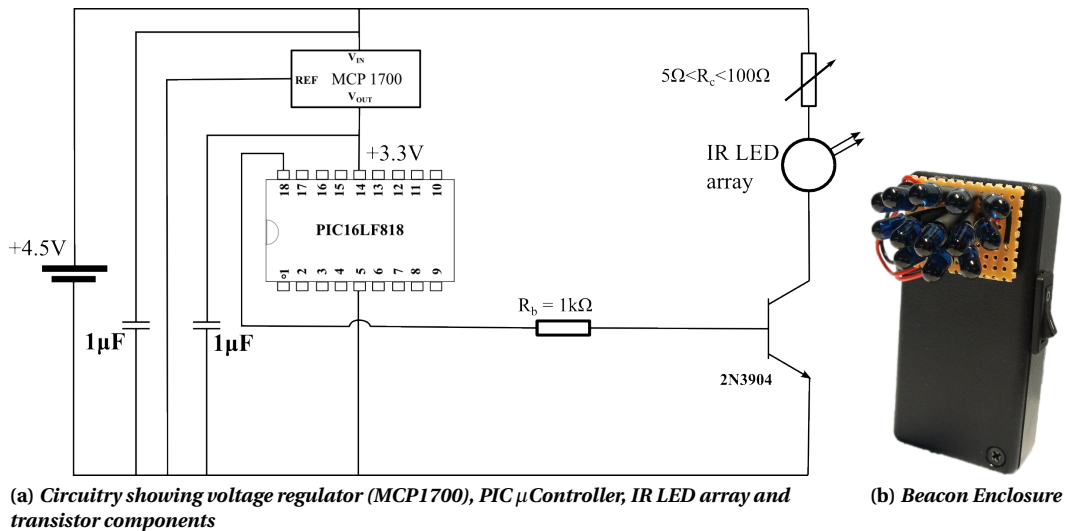 V_IN
REF
MCP 1700
V_OUT
5Ω<R_c<100Ω
+3.3V
IR LED
array
18 17 16 15 14 13 12 11 10
PIC16LF818
+4.5V
1 2 3 4 5 6 7 8 9
R_b = 1kΩ
1μF
1μF
2N3904
(a) Circuitry showing voltage regulator (MCP1700), PIC μController, IR LED array and
transistor components
(b) Beacon Enclosure